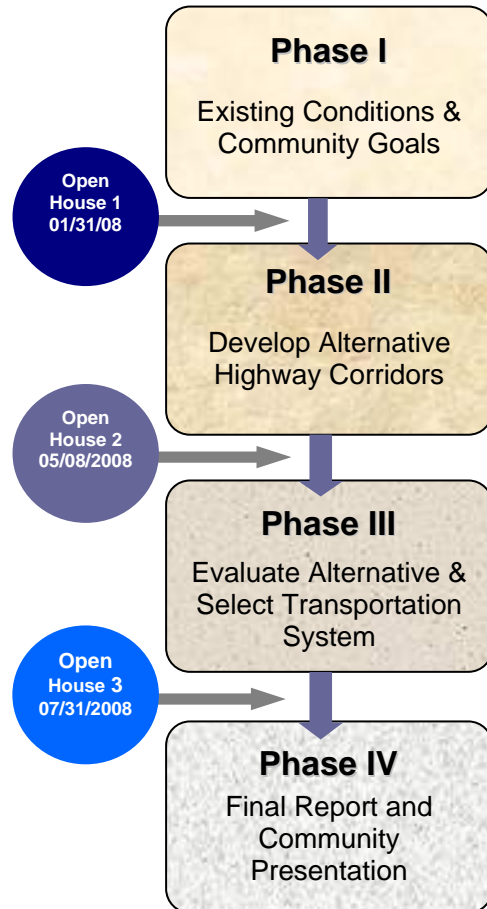 Phase I
Existing Conditions &
Community Goals
Open
House 1
01/31/08
Phase II
Develop Alternative
Highway Corridors
Open
House 2
05/08/2008
Phase III
Evaluate Alternative &
Select Transportation
System
Open
House 3
07/31/2008
Phase IV
Final Report and
Community
Presentation